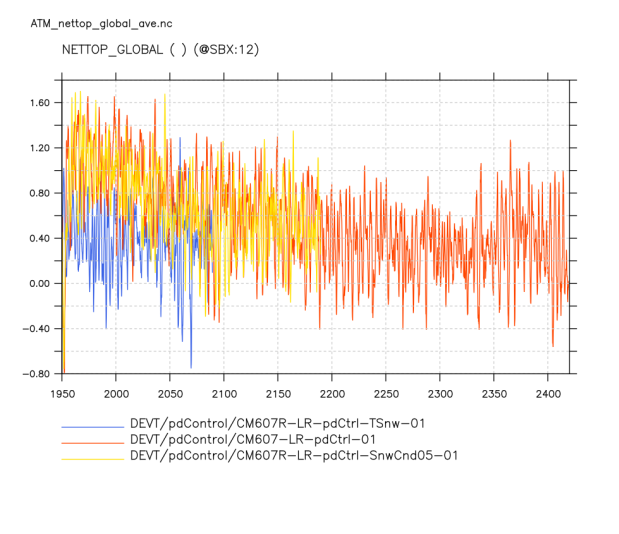 ATM_nettop_global_ave.nc
NETTOP_GLOBAL ( ) (@SBX:12)
1.60
1.20
0.80
0.40
0.00
-0.40
-0.80
1950 2000 2050 2100 2150 2200 2250 2300 2350 2400
DEVT/pdControl/CM607R-LR-pdCtrl-TSnw-01
DEVT/pdControl/CM607-LR-pdCtrl-01
DEVT/pdControl/CM607R-LR-pdCtrl-SnwCnd05-01